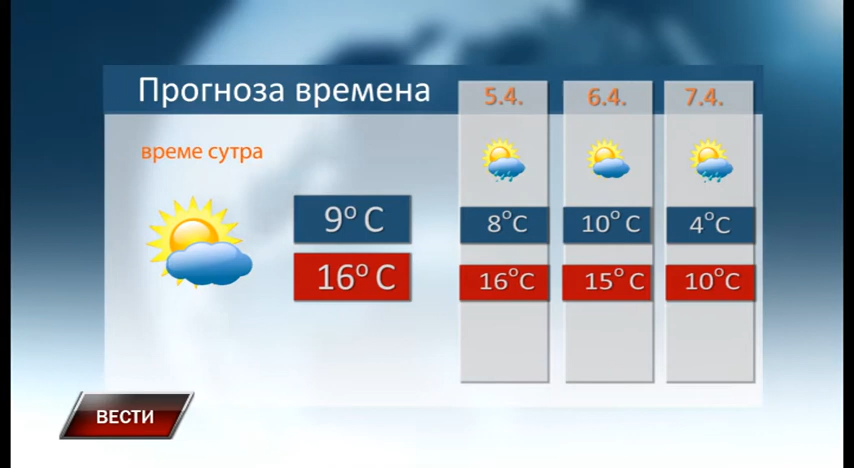 Прогноза времена
време сутра
9° C
16° C
5.4.
6.4.
7.4.
8°C
10°C
4°C
16°C
15°C
10°C
ВЕСТИ